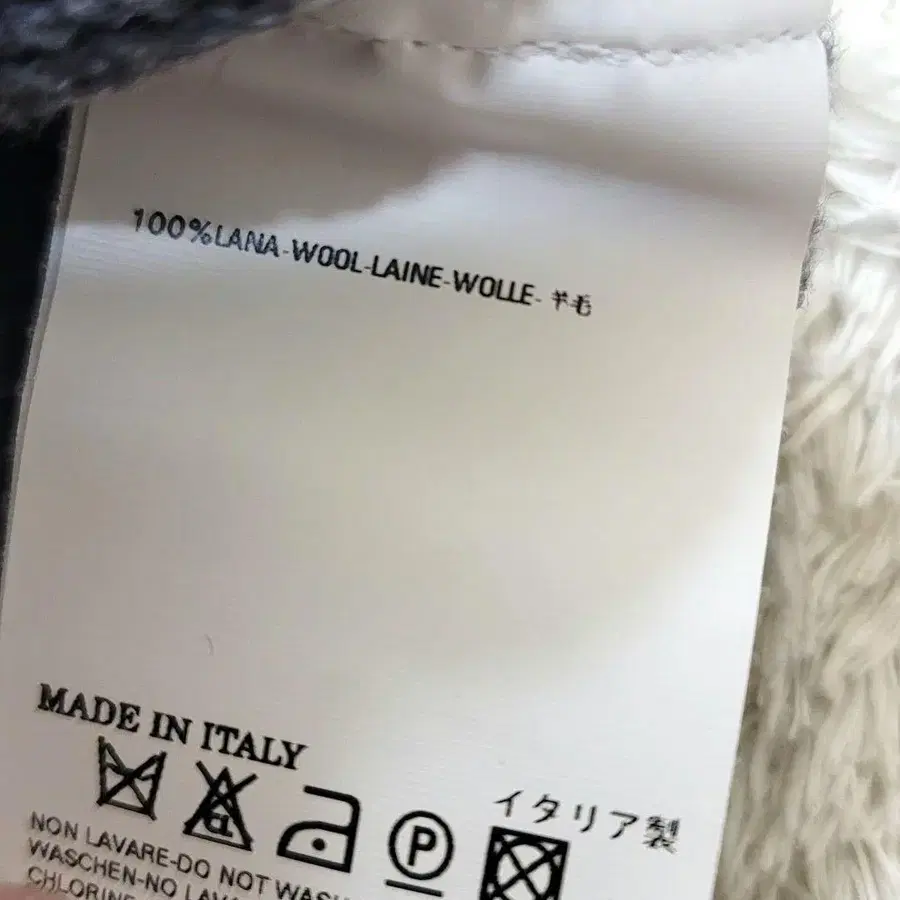 100%LANA-WOOL-LAINE-WOLLE-羊毛
MADE IN ITALY
P
イタリア製
NON LAVARE-DO NOT WASH
WASCHEN-NO
CHLORINE